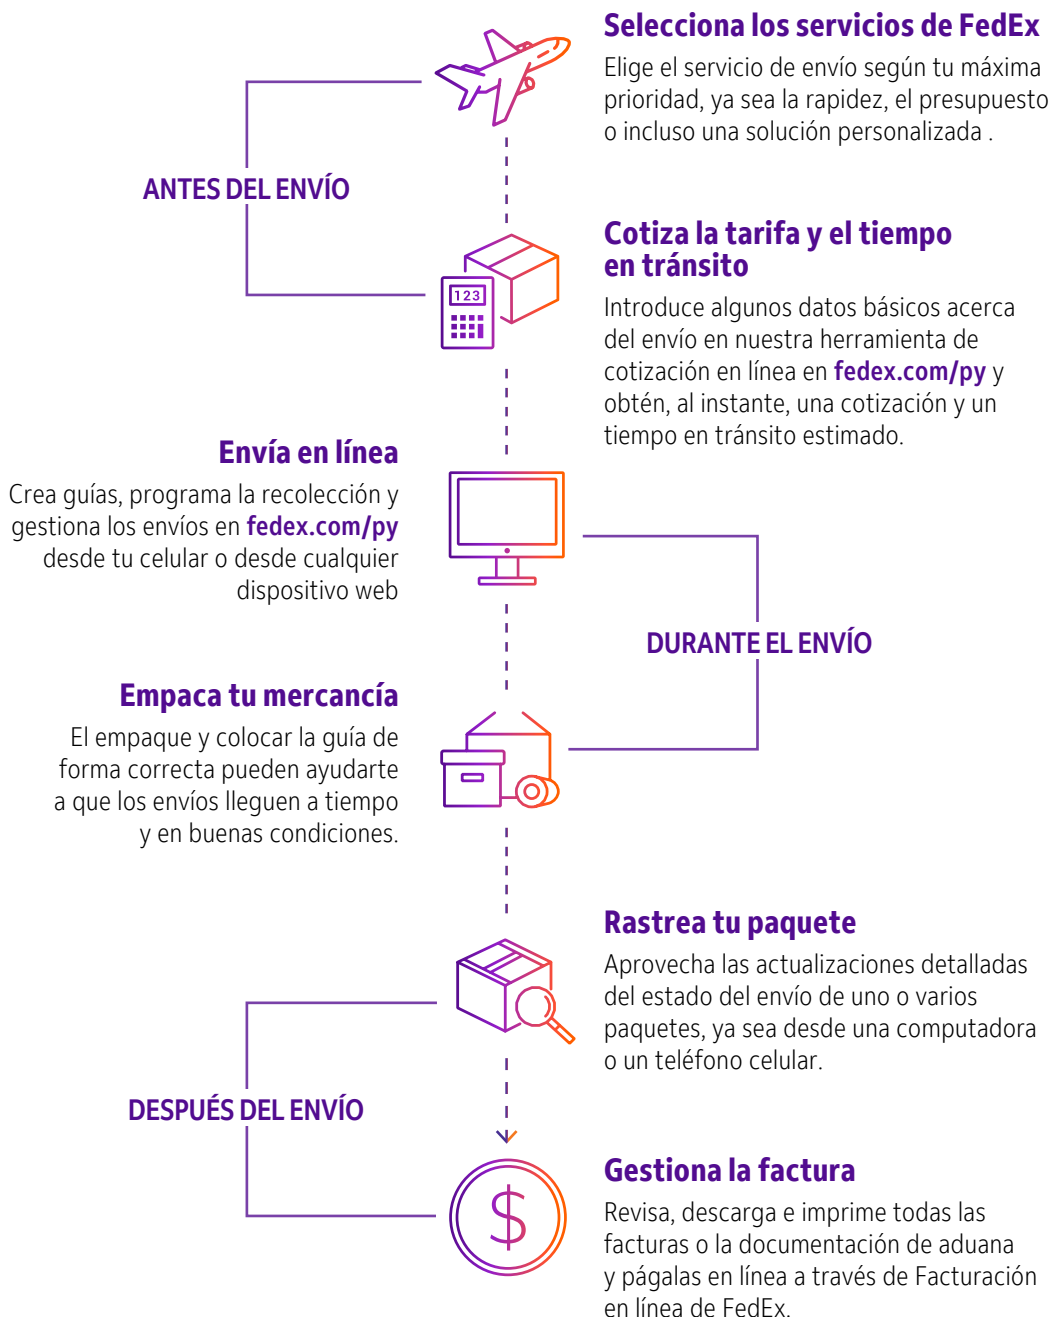 Selecciona los servicios de FedEx
Elige el servicio de envío según tu máxima
prioridad, ya sea la rapidez, el presupuesto
o incluso una solución personalizada .
ANTES DEL ENVÍO
Cotiza la tarifa y el tiempo
en tránsito
Introduce algunos datos básicos acerca
del envío en nuestra herramienta de
cotización en línea en fedex.com/py y
obtén, al instante, una cotización y un
tiempo en tránsito estimado.
123
Envía en línea
Crea guías, programa la recolección y
gestiona los envíos en fedex.com/py
desde tu celular o desde cualquier
dispositivo web
DURANTE EL ENVÍO
Empaca tu mercancía
El empaque y colocar la guía de
forma correcta pueden ayudarte
a que los envíos lleguen a tiempo
y en buenas condiciones.
Rastrea tu paquete
Aprovecha las actualizaciones detalladas
del estado del envío de uno o varios
paquetes, ya sea desde una computadora
o un teléfono celular.
DESPUÉS DEL ENVÍO
$
Gestiona la factura
Revisa, descarga e imprime todas las
facturas o la documentación de aduana
y págalas en línea a través de Facturación
en línea de FedEx.